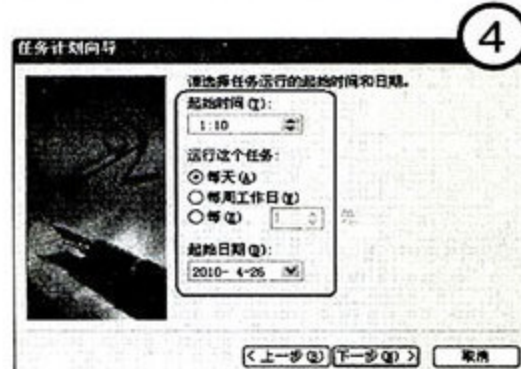 ④
任务计划向导
请选择任务运行的起始时间和日期。
起始时间(T):
1:10
运行这个任务:
每天(A)
每周工作日(Y)
每(E) 1 天
起始日期(D):
2010- 4-26
<上一步(B) 下一步(N)> 取消